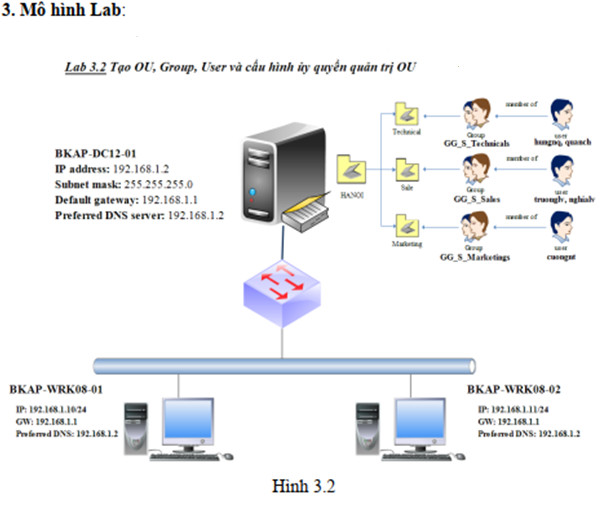 3. Mô hình Lab:
Lab 3.2 Tạo OU, Group, User và cấu hình ủy quyền quản trị OU
BKAP-DC12-01
IP address: 192.168.1.2
Subnet mask: 255.255.255.0
Default gateway: 192.168.1.1
Preferred DNS server: 192.168.1.2
HANOI
Technical
Group
GG_S_Technicals
member of
user
hungnq, quanch
Sale
Group
GG_S_Sales
member of
user
truonglv, nghialv
Marketing
Group
GG_S_Marketings
member of
user
cuongnt
BKAP-WRK08-01
IP: 192.168.1.10/24
GW: 192.168.1.1
Preferred DNS: 192.168.1.2
BKAP-WRK08-02
IP: 192.168.1.11/24
GW: 192.168.1.1
Preferred DNS: 192.168.1.2
Hình 3.2